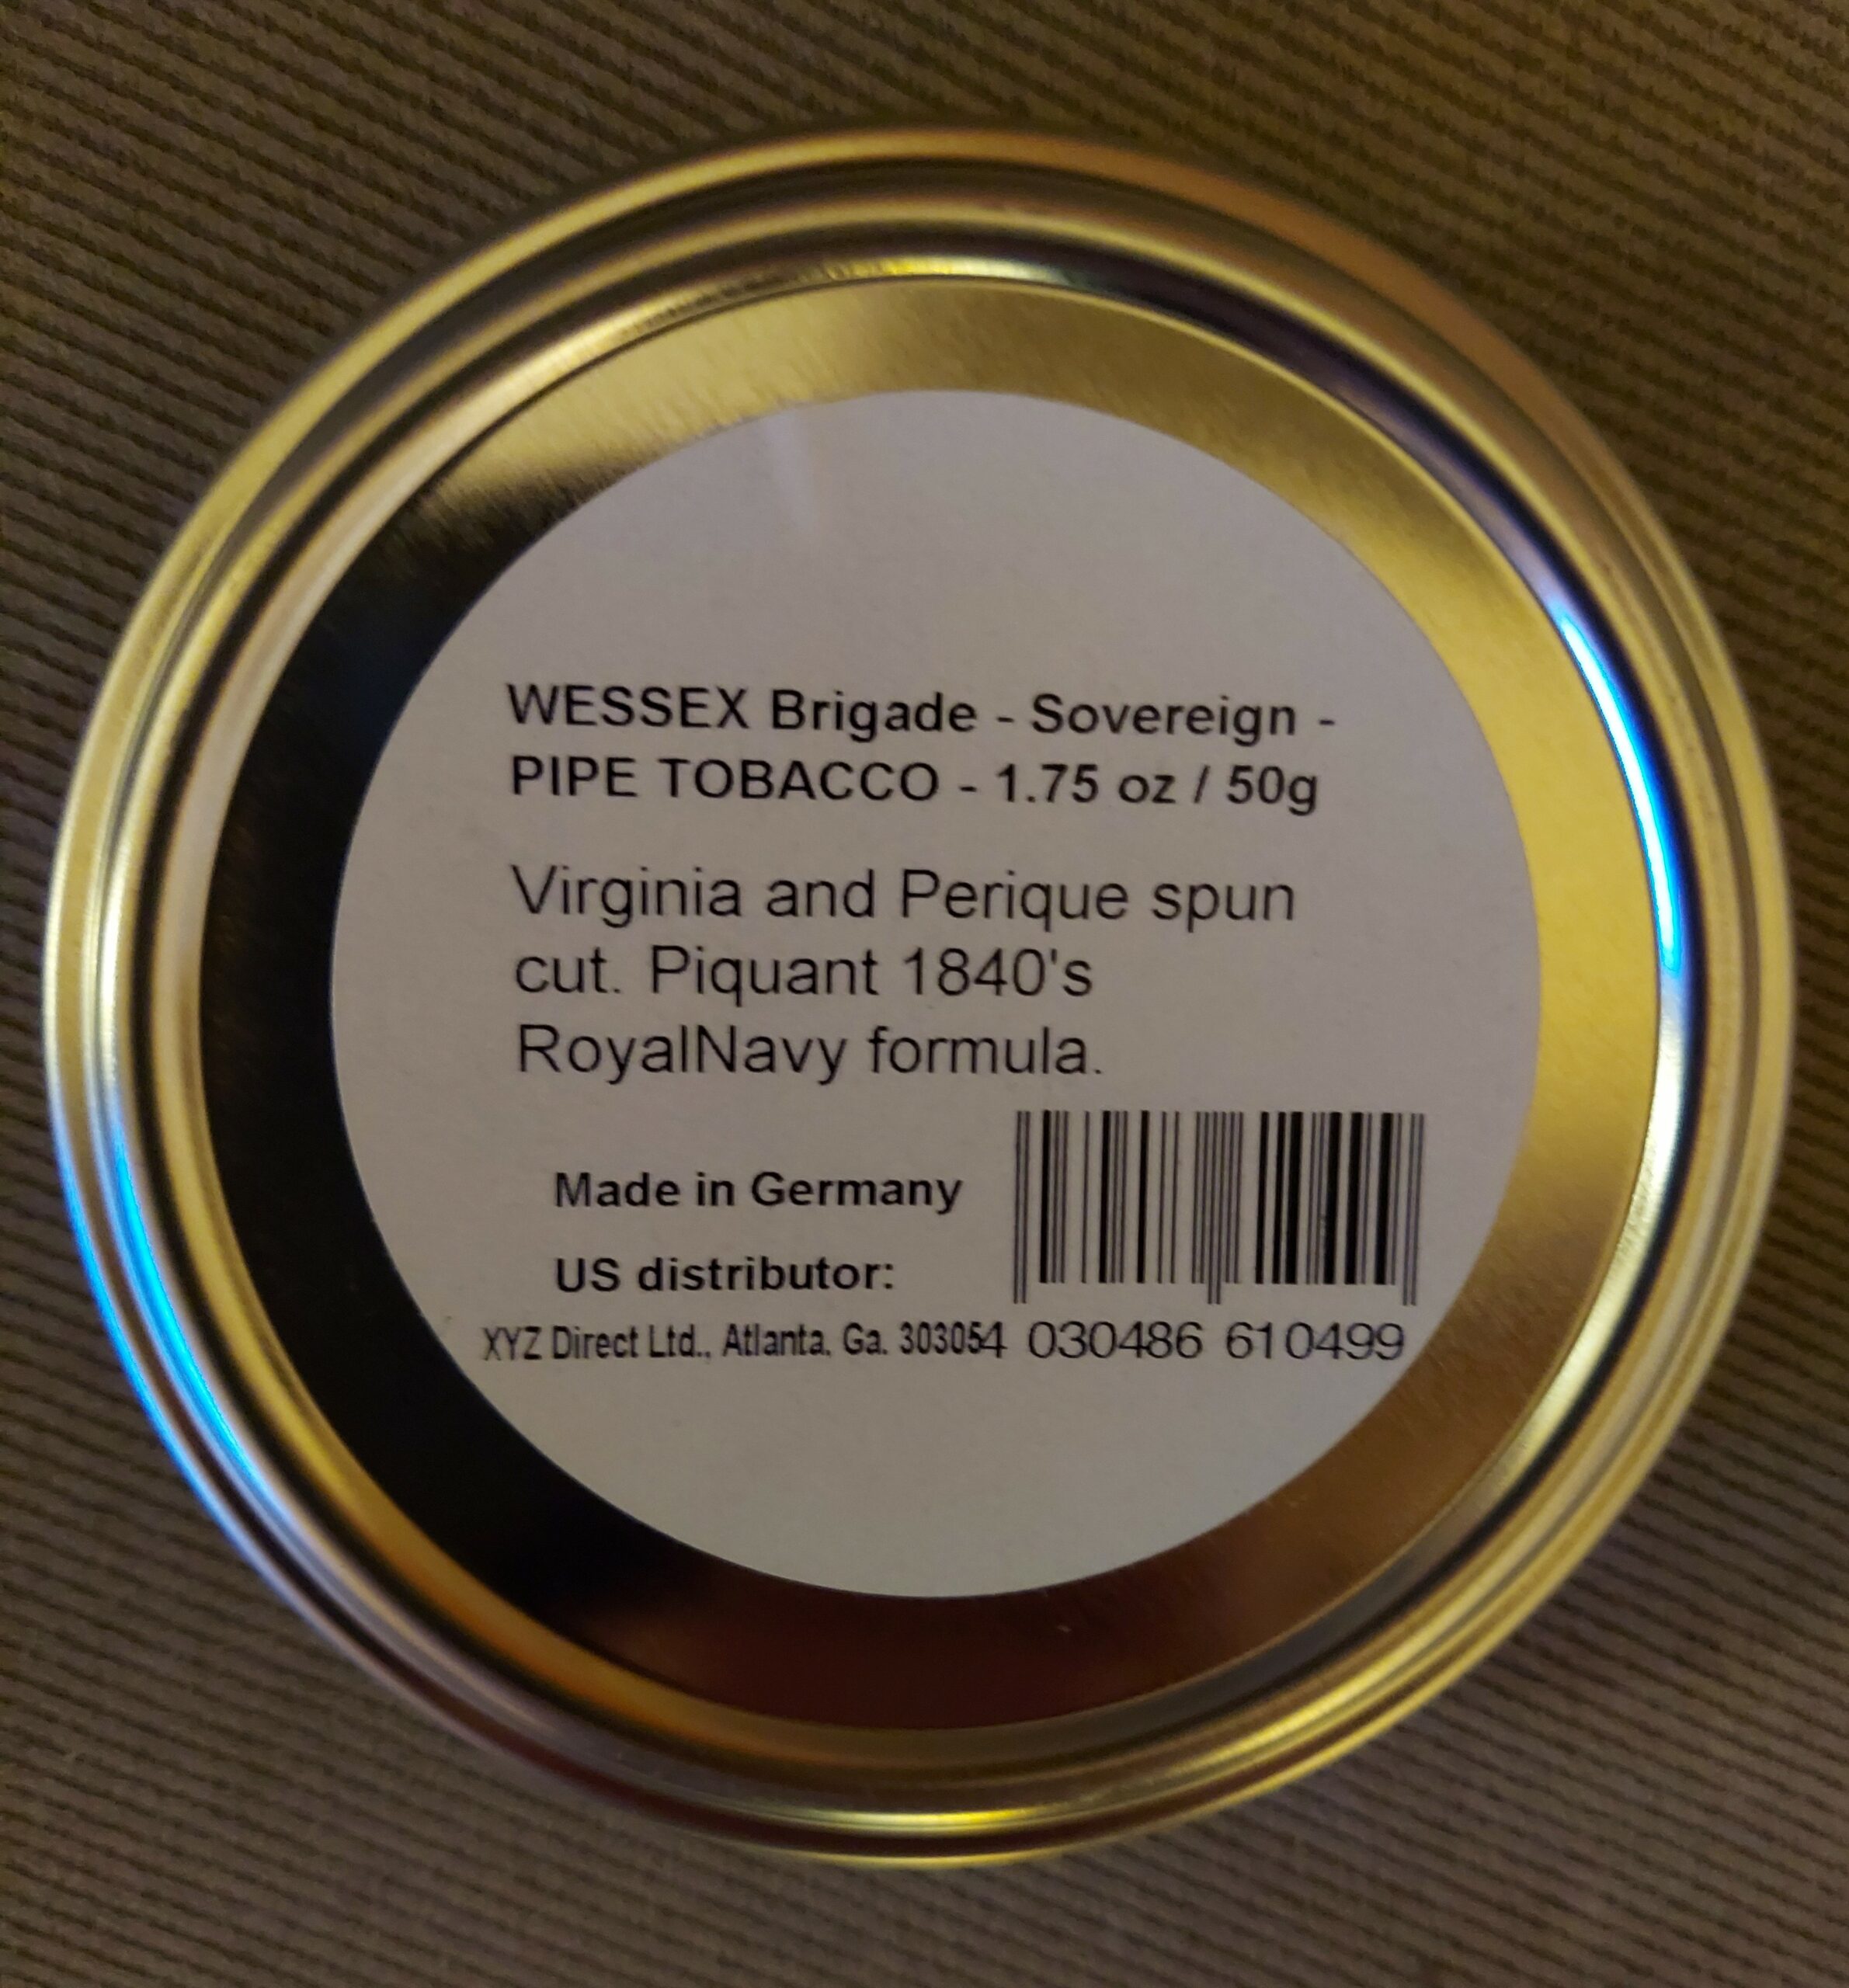 WESSEX Brigade - Sovereign -
PIPE TOBACCO - 1.75 oz / 50g
Virginia and Perique spun
cut. Piquant 1840's
RoyalNavy formula.
Made in Germany
US distributor:
XYZ Direct Ltd., Atlanta, Ga. 30305
4 030486 610499